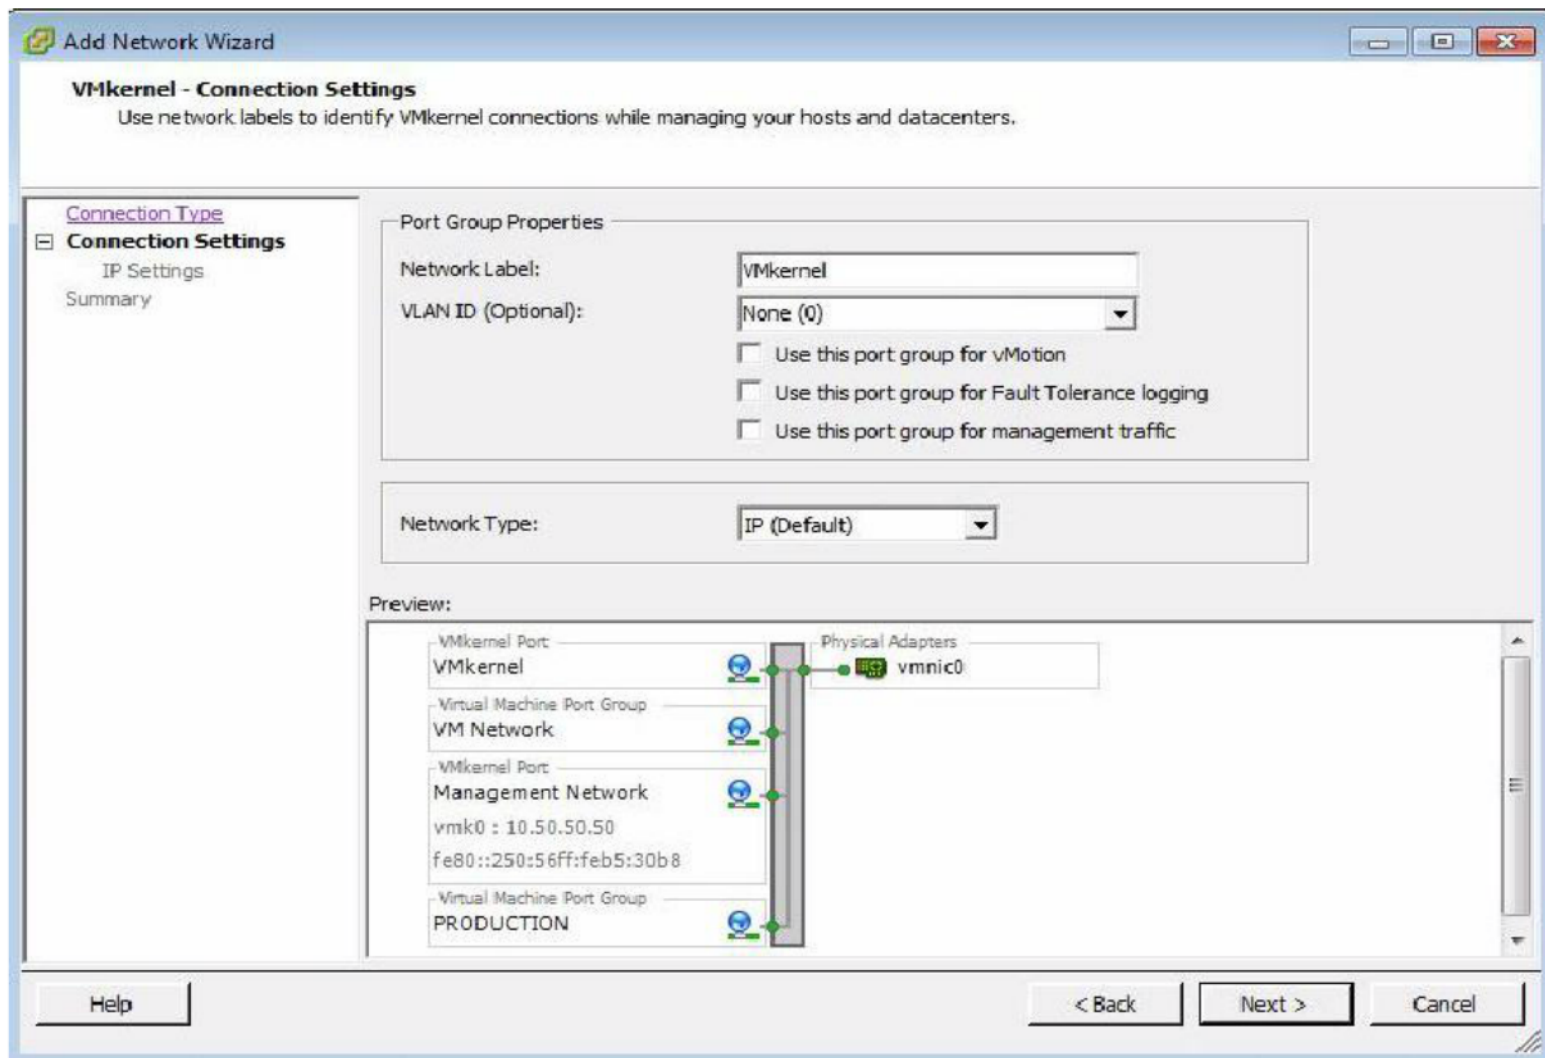 Add Network Wizard
VMkernel - Connection Settings
Use network labels to identify VMkernel connections while managing your hosts and datacenters.
Connection Type
Connection Settings
IP Settings
Summary
Port Group Properties
Network Label:
VMkernel
VLAN ID (Optional):
None (0)
Use this port group for vMotion
Use this port group for Fault Tolerance logging
Use this port group for management traffic
Network Type:
IP (Default)
Preview:
VMkernel Port
VMkernel
Physical Adapters
vmnic0
Virtual Machine Port Group
VM Network
VMkernel Port
Management Network
vmk0 : 10.50.50.50
fe80::250:56ff:feb5:30b8
Virtual Machine Port Group
PRODUCTION
Help
< Back
Next >
Cancel